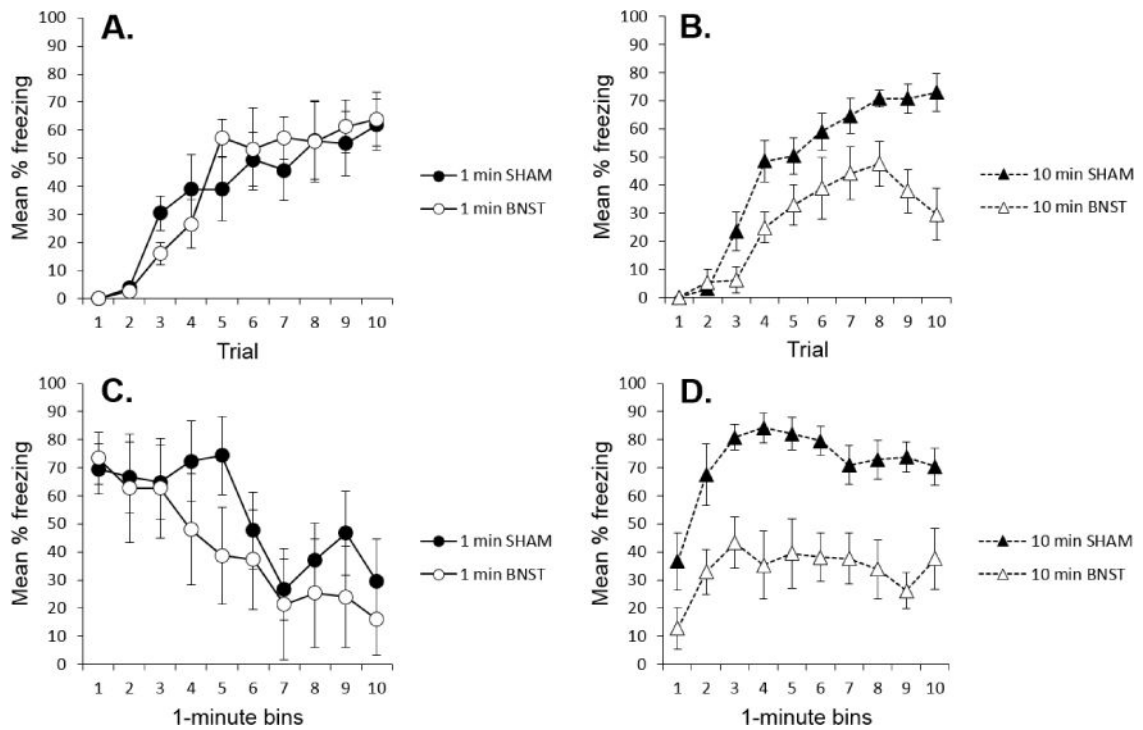 A.
Mean % freezing
100
90
80
70
60
50
40
30
20
10
0
1 2 3 4 5 6 7 8 9 10
Trial
1 min SHAM
1 min BNST
B.
Mean % freezing
100
90
80
70
60
50
40
30
20
10
0
1 2 3 4 5 6 7 8 9 10
Trial
10 min SHAM
10 min BNST
C.
Mean % freezing
100
90
80
70
60
50
40
30
20
10
0
1 2 3 4 5 6 7 8 9 10
1-minute bins
1 min SHAM
1 min BNST
D.
Mean % freezing
100
90
80
70
60
50
40
30
20
10
0
1 2 3 4 5 6 7 8 9 10
1-minute bins
10 min SHAM
10 min BNST